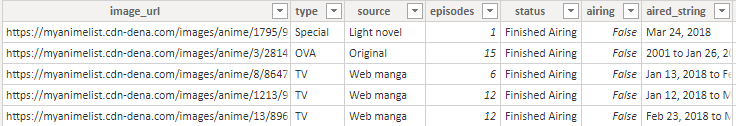 image_url type source episodes status airing aired_string
https://myanimelist.cdn-dena.com/images/anime/1795/9 Special Light novel 1 Finished Airing False Mar 24, 2018
https://myanimelist.cdn-dena.com/images/anime/3/2814 OVA Original 15 Finished Airing False 2001 to Jan 26, 20
https://myanimelist.cdn-dena.com/images/anime/8/8647 TV Web manga 6 Finished Airing False Jan 13, 2018 to Fe
https://myanimelist.cdn-dena.com/images/anime/1213/9 TV Web manga 12 Finished Airing False Jan 12, 2018 to M
https://myanimelist.cdn-dena.com/images/anime/13/896 TV Web manga 12 Finished Airing False Feb 23, 2018 to M